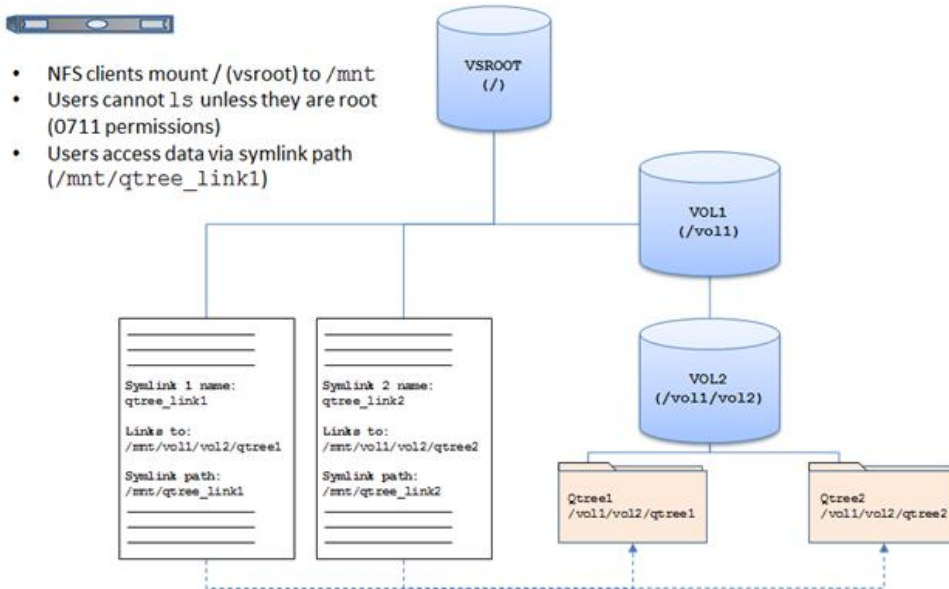 • NFS clients mount / (vsroot) to /mnt
• Users cannot ls unless they are root
(0711 permissions)
• Users access data via symlink path
(/mnt/qtree_link1)
VSROOT
(/)
VOL1
(/vol1)
VOL2
(/vol1/vol2)
Symlink 1 name:
qtree_link1
Links to:
/mnt/vol1/vol2/qtree1
Symlink path:
/mnt/qtree_link1
Symlink 2 name:
qtree_link2
Links to:
/mnt/vol1/vol2/qtree2
Symlink path:
/mnt/qtree_link2
Qtree1
/vol1/vol2/qtree1
Qtree2
/vol1/vol2/qtree2